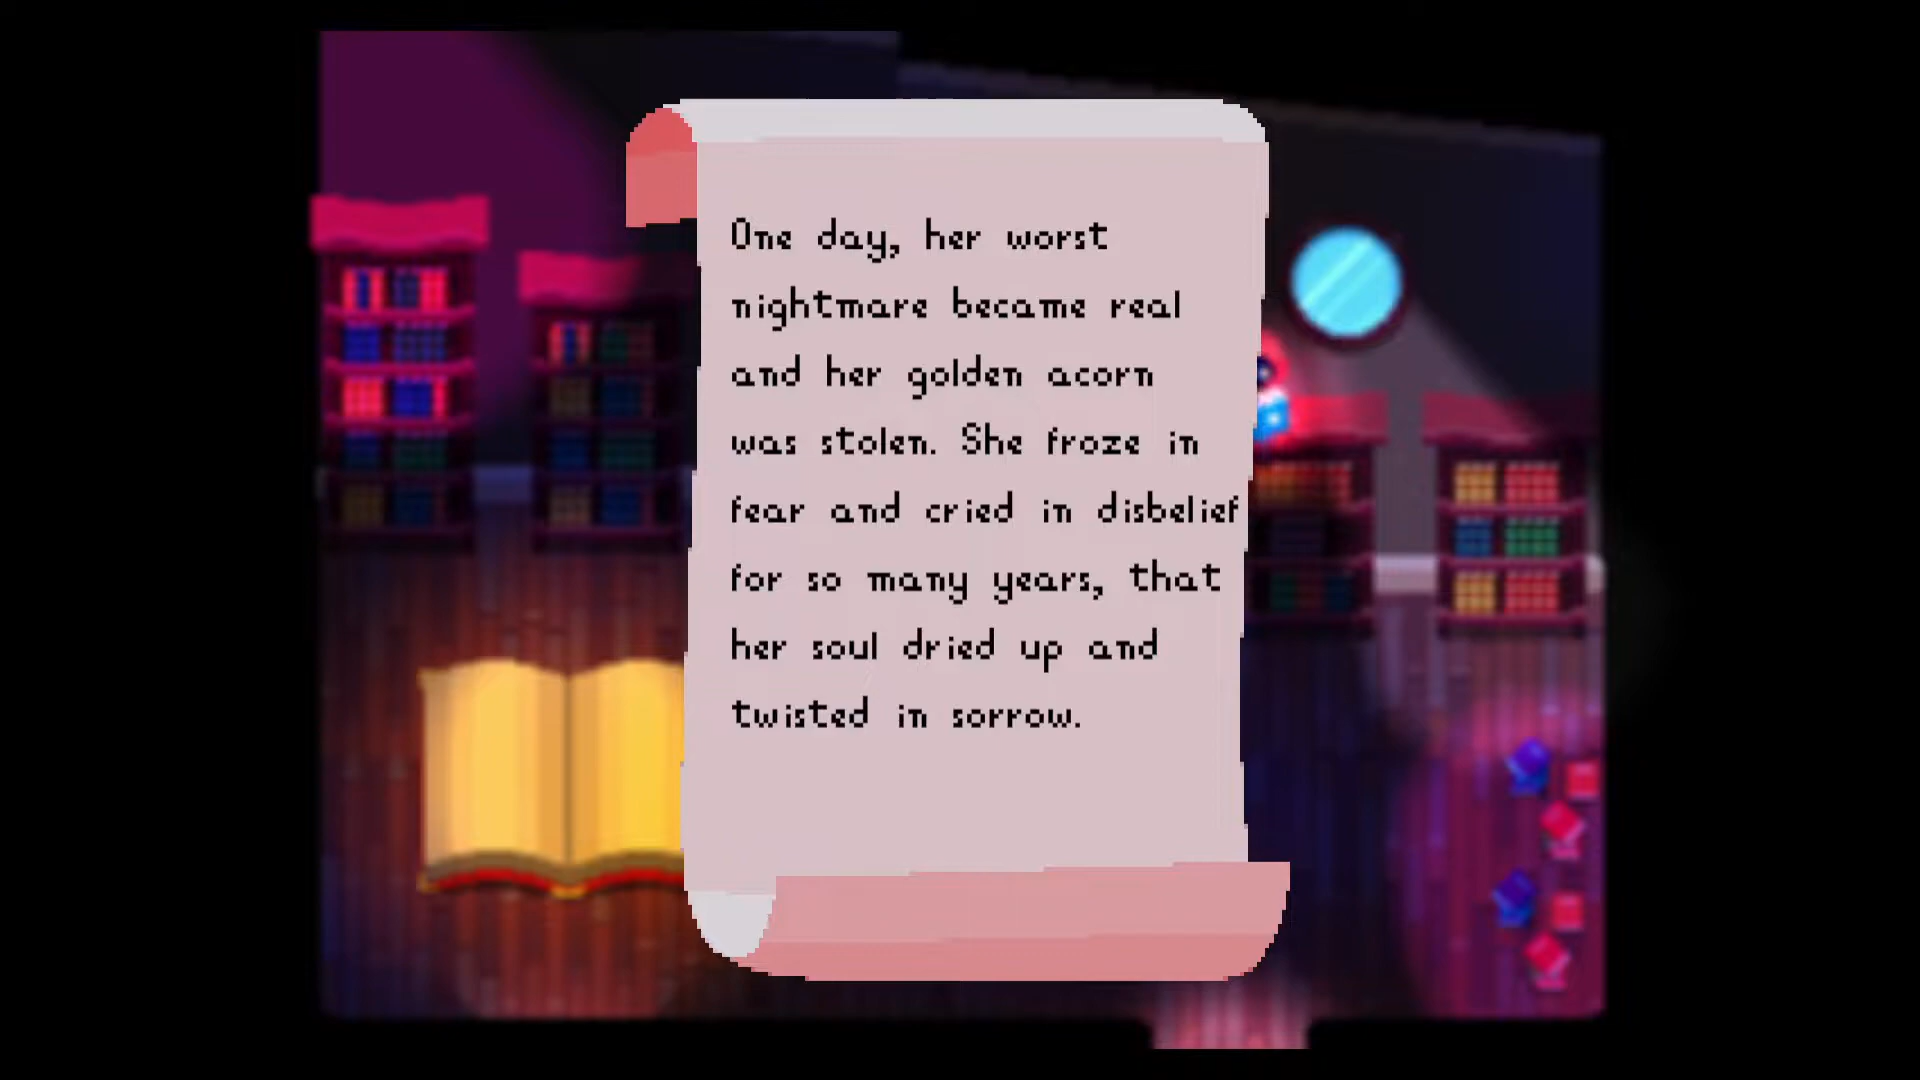 One day, her worst
nightmare became real
and her golden acorn
was stolen. She froze in
fear and cried in disbelief
for so many years, that
her soul dried up and
twisted in sorrow.